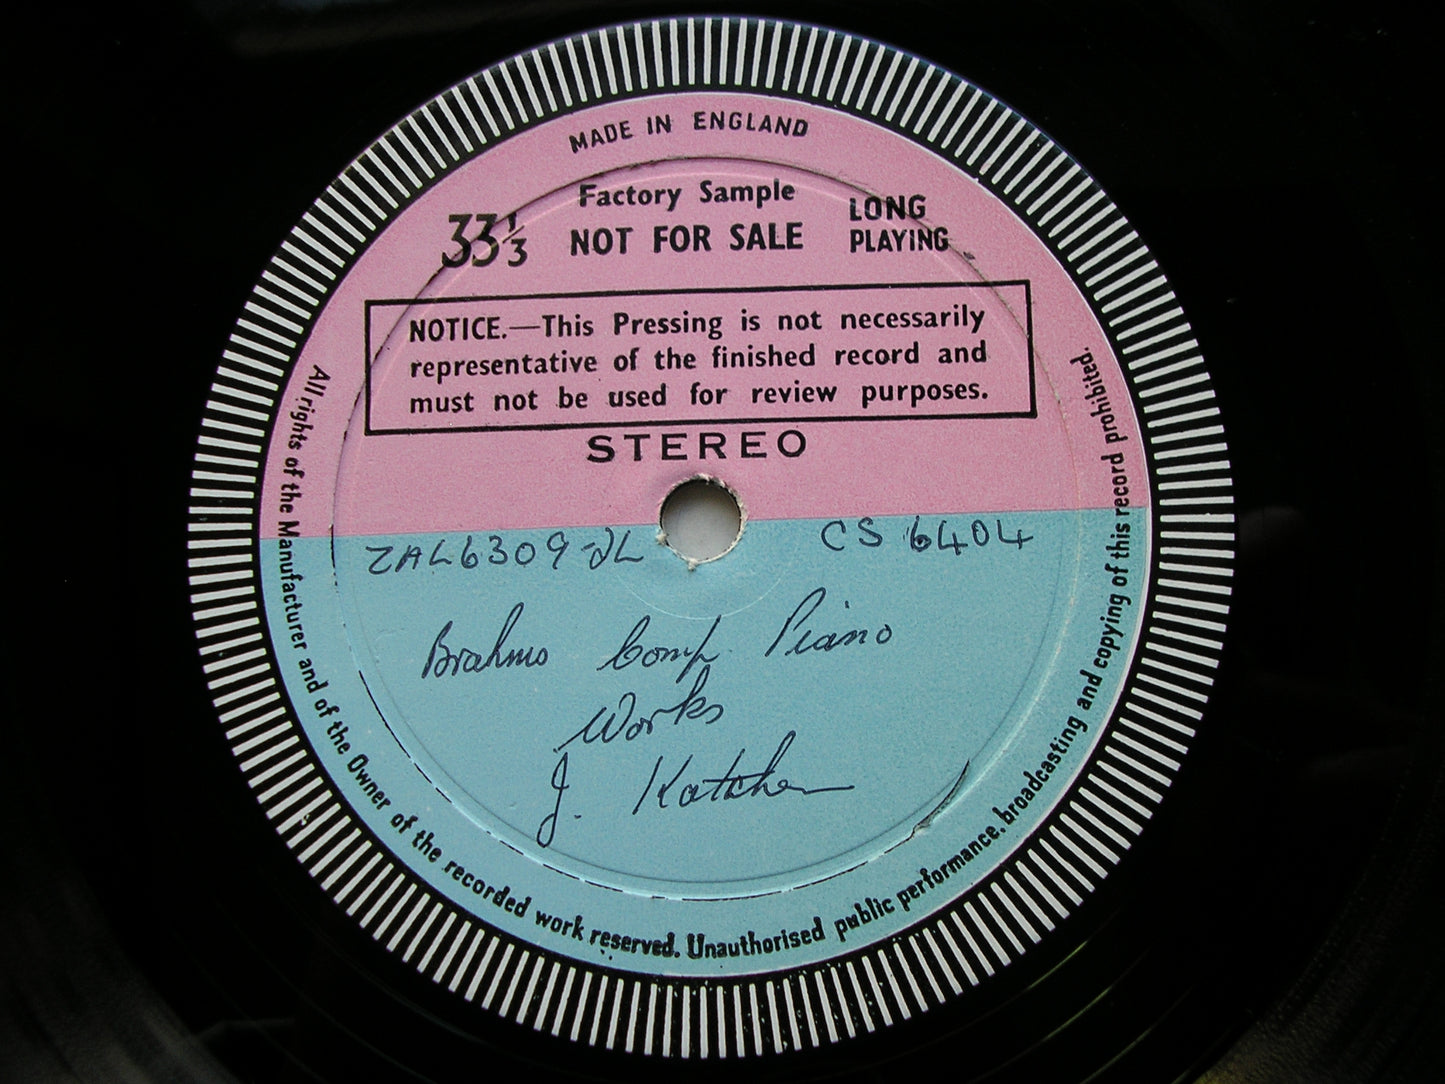 MADE IN ENGLAND
Factory Sample
33⅓ NOT FOR SALE LONG PLAYING
NOTICE.—This Pressing is not necessarily
representative of the finished record and
must not be used for review purposes.
STEREO
ZAL6309-2L CS 6404
Brahms Comp. Piano
Works
J. Katchen
All rights of the Manufacturer and of the Owner of the recorded work reserved. Unauthorised public performance, broadcasting and copying of this record prohibited.